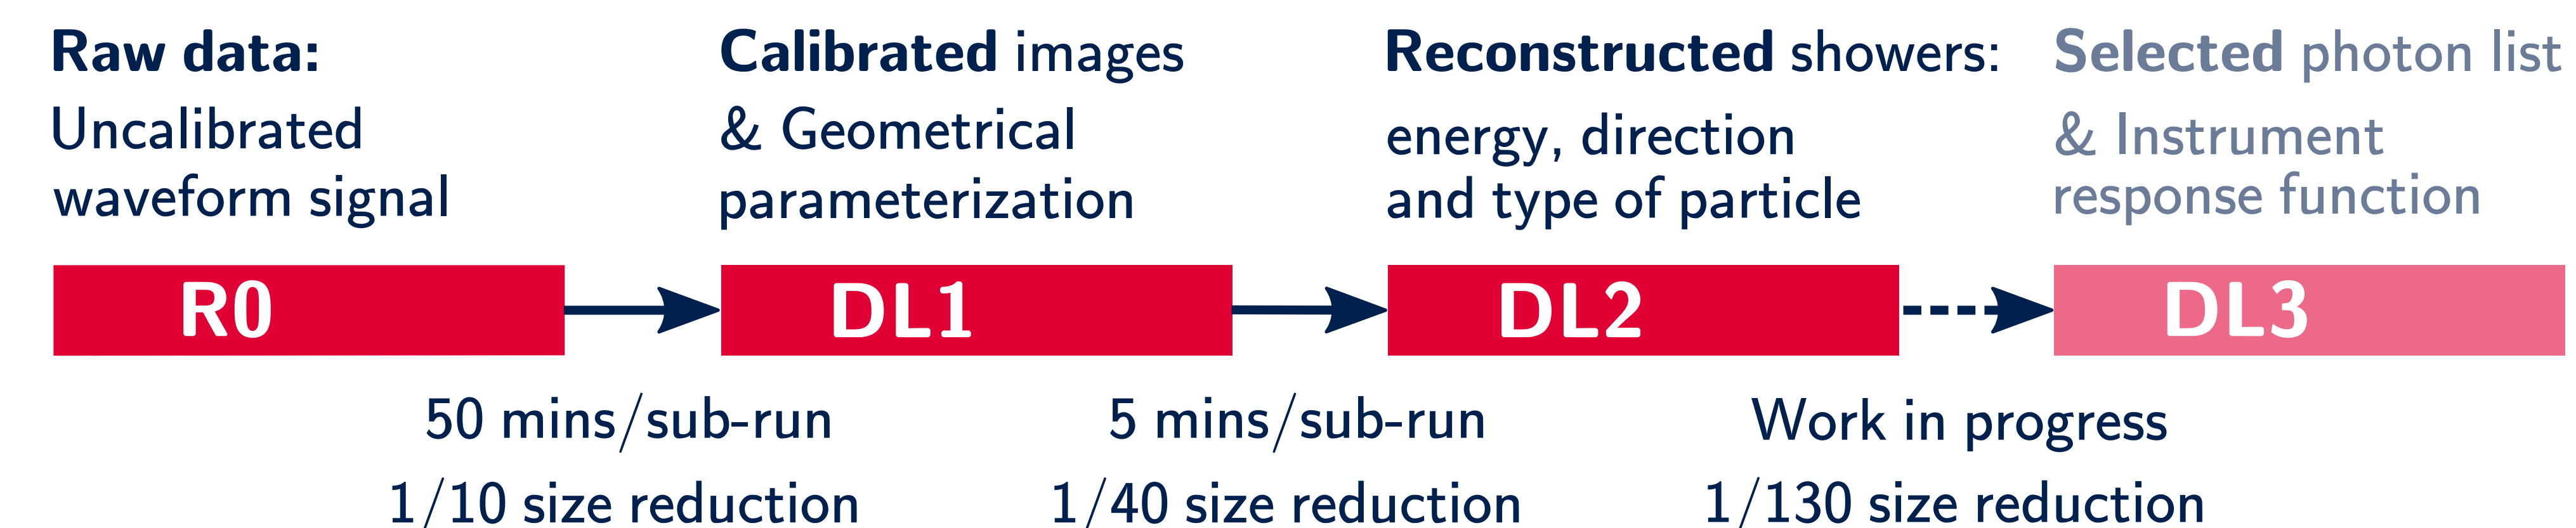 Raw data:
Uncalibrated
waveform signal
Calibrated images
& Geometrical
parameterization
Reconstructed showers:
energy, direction
and type of particle
Selected photon list
& Instrument
response function
R0
DL1
DL2
DL3
50 mins/sub-run
1/10 size reduction
5 mins/sub-run
1/40 size reduction
Work in progress
1/130 size reduction